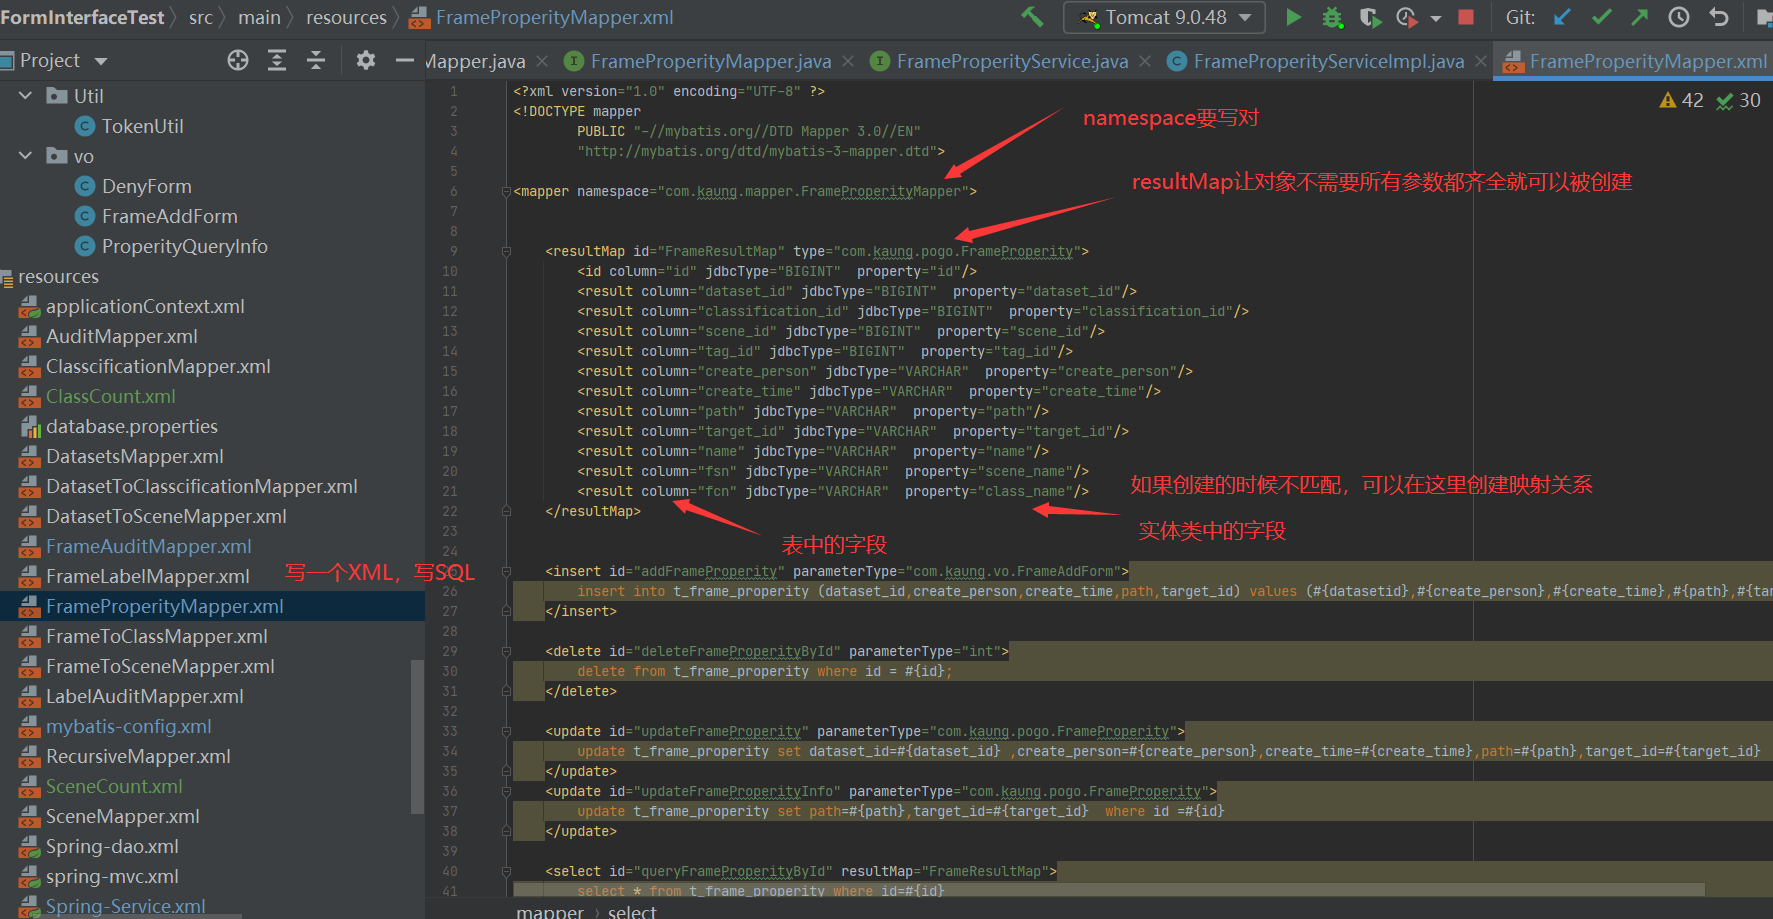 FormInterfaceTest src main resources FrameProperityMapper.xml Tomcat 9.0.48 Git:
Project
Mapper.java FrameProperityMapper.java FrameProperityService.java FrameProperityServiceImpl.java FrameProperityMapper.xml
42 30
Util
TokenUtil
vo
DenyForm
FrameAddForm
ProperityQueryInfo
resources
applicationContext.xml
AuditMapper.xml
ClasscificationMapper.xml
ClassCount.xml
database.properties
DatasetsMapper.xml
DatasetToClasscificationMapper.xml
DatasetToSceneMapper.xml
FrameAuditMapper.xml
FrameLabelMapper.xml
写一个XML，写SQL
FrameProperityMapper.xml
FrameToClassMapper.xml
FrameToSceneMapper.xml
LabelAuditMapper.xml
mybatis-config.xml
RecursiveMapper.xml
SceneCount.xml
SceneMapper.xml
Spring-dao.xml
spring-mvc.xml
Spring-Service.xml
1 <?xml version="1.0" encoding="UTF-8" ?>
2 <!DOCTYPE mapper
3 PUBLIC "-//mybatis.org//DTD Mapper 3.0//EN"
4 "http://mybatis.org/dtd/mybatis-3-mapper.dtd">
5
6 <mapper namespace="com.kaung.mapper.FrameProperityMapper">
7
8
9 <resultMap id="FrameResultMap" type="com.kaung.pogo.FrameProperity">
10 <id column="id" jdbcType="BIGINT" property="id"/>
11 <result column="dataset_id" jdbcType="BIGINT" property="dataset_id"/>
12 <result column="classification_id" jdbcType="BIGINT" property="classification_id"/>
13 <result column="scene_id" jdbcType="BIGINT" property="scene_id"/>
14 <result column="tag_id" jdbcType="BIGINT" property="tag_id"/>
15 <result column="create_person" jdbcType="VARCHAR" property="create_person"/>
16 <result column="create_time" jdbcType="VARCHAR" property="create_time"/>
17 <result column="path" jdbcType="VARCHAR" property="path"/>
18 <result column="target_id" jdbcType="VARCHAR" property="target_id"/>
19 <result column="name" jdbcType="VARCHAR" property="name"/>
20 <result column="fsn" jdbcType="VARCHAR" property="scene_name"/>
21 <result column="fcn" jdbcType="VARCHAR" property="class_name"/>
22 </resultMap>
23
24
<insert id="addFrameProperity" parameterType="com.kaung.vo.FrameAddForm">
26 insert into t_frame_properity (dataset_id,create_person,create_time,path,target_id) values (#{datasetid},#{create_person},#{create_time},#{path},#{tar
27 </insert>
28
29 <delete id="deleteFrameProperityById" parameterType="int">
30 delete from t_frame_properity where id = #{id};
31 </delete>
32
33 <update id="updateFrameProperity" parameterType="com.kaung.pogo.FrameProperity">
34 update t_frame_properity set dataset_id=#{dataset_id} ,create_person=#{create_person},create_time=#{create_time},path=#{path},target_id=#{target_id}
35 </update>
36 <update id="updateFrameProperityInfo" parameterType="com.kaung.pogo.FrameProperity">
37 update t_frame_properity set path=#{path},target_id=#{target_id} where id =#{id}
38 </update>
39
40 <select id="queryFrameProperityById" resultMap="FrameResultMap">
41 select * from t_frame_properity where id=#{id}
mapper select
namespace要写对
resultMap让对象不需要所有参数都齐全就可以被创建
如果创建的时候不匹配，可以在这里创建映射关系
实体类中的字段
表中的字段